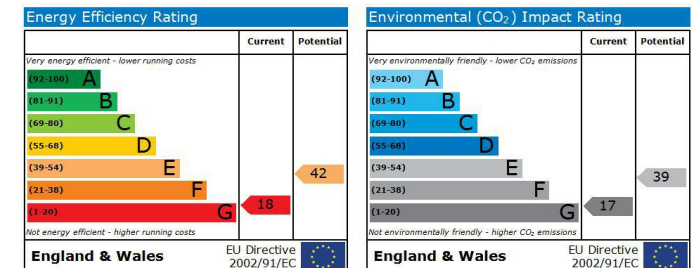 Energy Efficiency Rating
Current Potential
Very energy efficient - lower running costs
(92-100) A
(81-91) B
(69-80) C
(55-68) D
(39-54) E
42
(21-38) F
(1-20) G
18
Not energy efficient - higher running costs
England & Wales
EU Directive
2002/91/EC
Environmental (CO₂) Impact Rating
Current Potential
Very environmentally friendly - lower CO₂ emissions
(92-100) A
(81-91) B
(69-80) C
(55-68) D
(39-54) E
39
(21-38) F
(1-20) G
17
Not environmentally friendly - higher CO₂ emissions
England & Wales
EU Directive
2002/91/EC